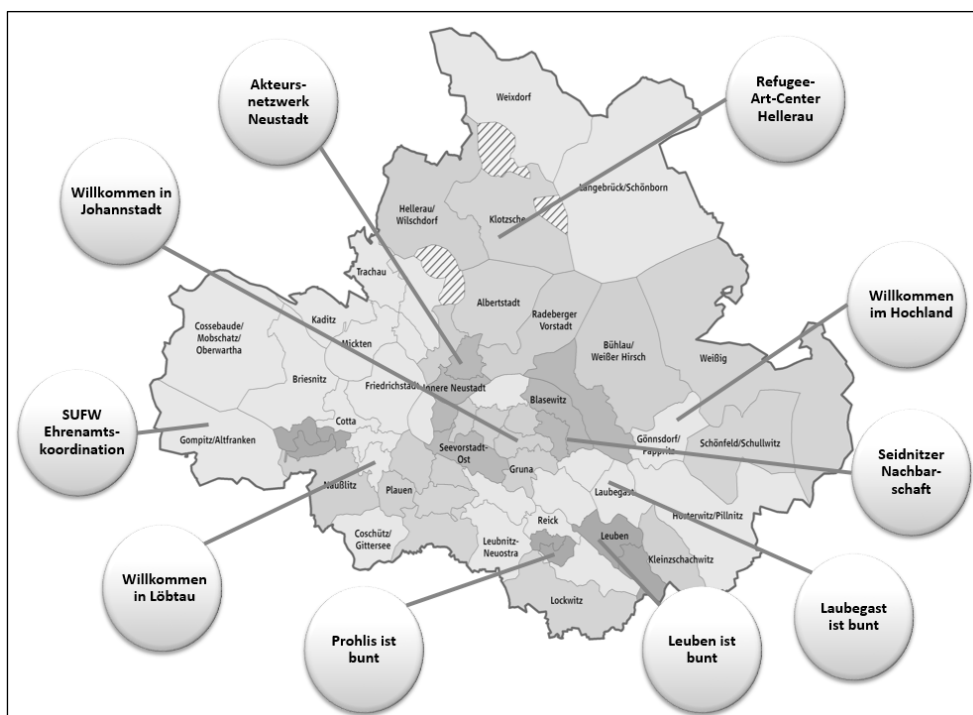 Akteurs-
netzwerk
Neustadt
Refugee-
Art-Center
Hellerau
Willkommen in
Johannstadt
Willkommen
im Hochland
SUFW
Ehrenamts-
koordination
Seidnitzer
Nachbar-
schaft
Willkommen
in Löbtau
Prohlis ist
bunt
Leuben ist
bunt
Laubegast
ist bunt
Weixdorf
Langebrück/Schönborn
Hellerau/
Wilschdorf
Klotzsche
Trachau
Albertstadt
Radeberger
Vorstadt
Cossebaude/
Mobschatz/
Oberwartha
Kaditz
Mickten
Bühlau/
Weißer Hirsch
Weißig
Briesnitz
Friedrichstadt
Innere Neustadt
Blasewitz
Cotta
Gompitz/Altfranken
Gönnsdorf/
Pappritz
Schönfeld/Schullwitz
Seevorstadt-
Ost
Gruna
Naußlitz
Plauen
Laubegast
Hosterwitz/Pillnitz
Coschütz/
Gittersee
Leubnitz-
Neuostra
Reick
Leuben
Kleinzschachwitz
Lockwitz